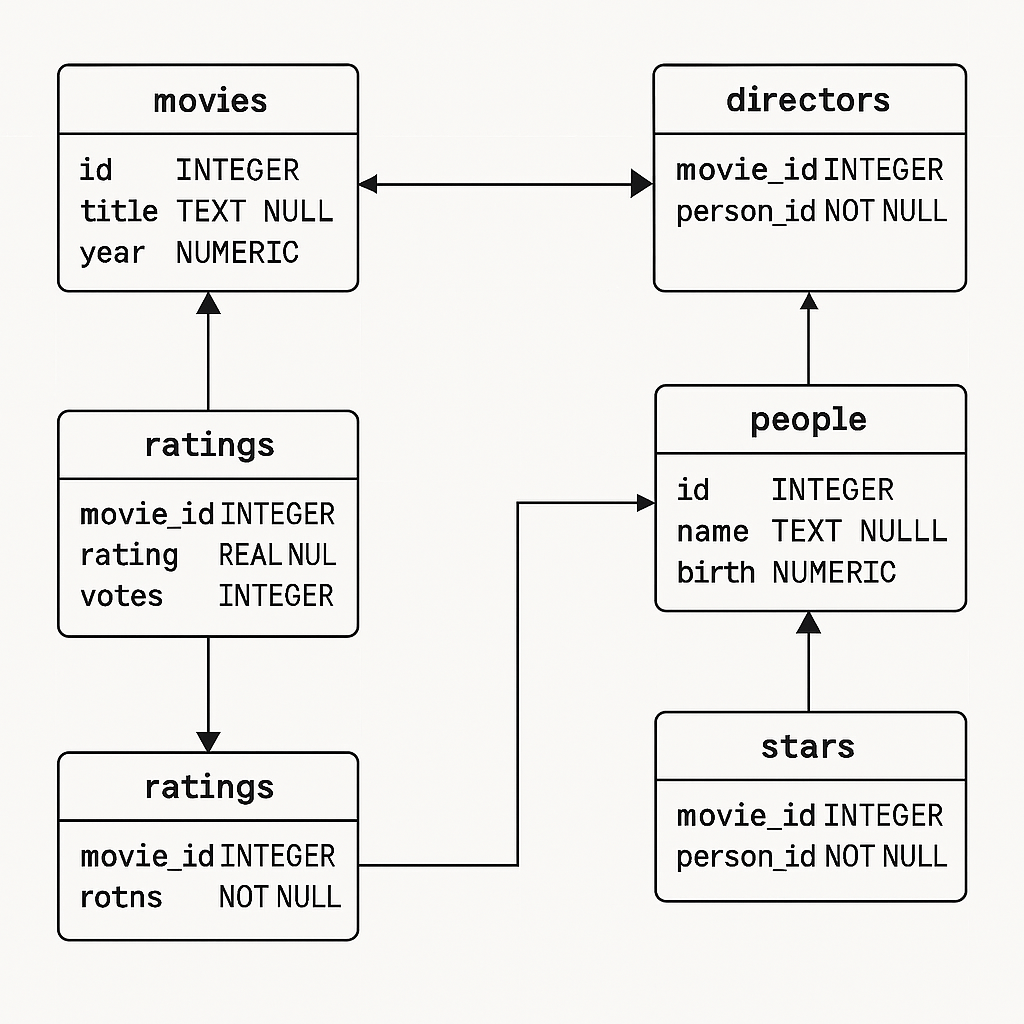 movies
id INTEGER
title TEXT NULL
year NUMERIC
directors
movie_id INTEGER
person_id NOT NULL
ratings
movie_id INTEGER
rating REAL NUL
votes INTEGER
people
id INTEGER
name TEXT NULLL
birth NUMERIC
ratings
movie_id INTEGER
rotns NOT NULL
stars
movie_id INTEGER
person_id NOT NULL